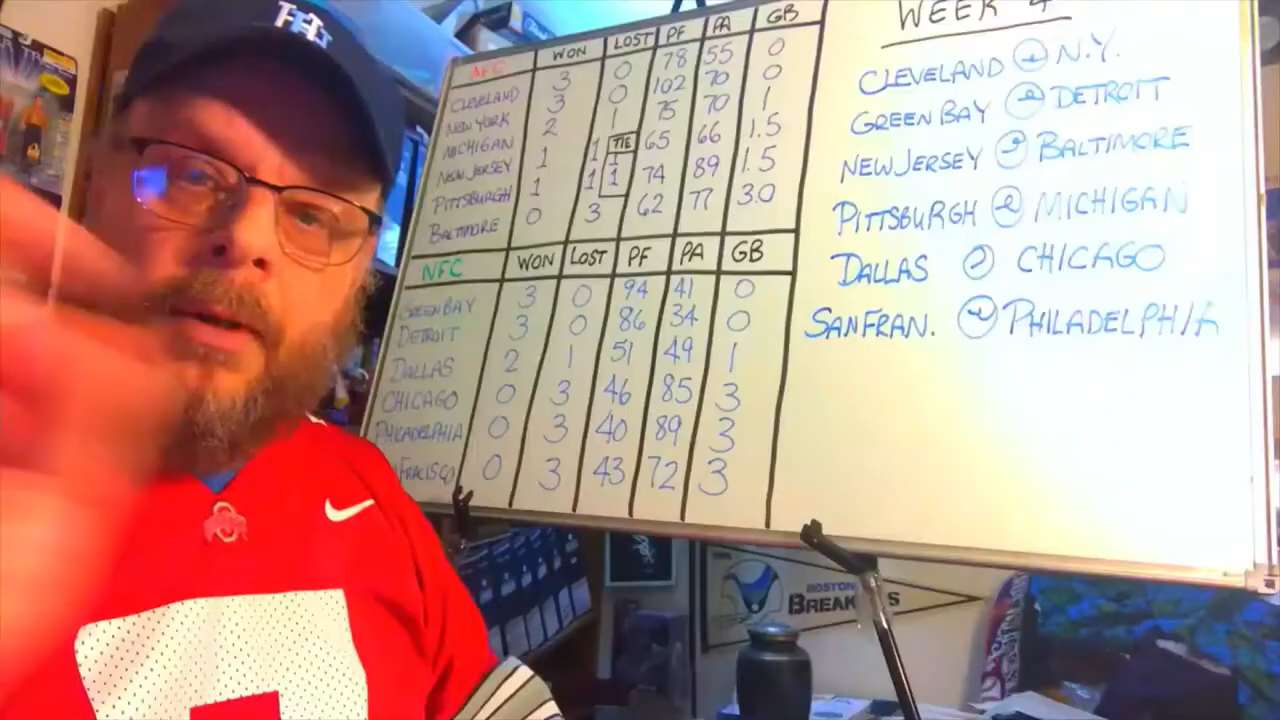 NFC WON LOST PF PA GB
CLEVELAND 3 0 78 55 0
NEW YORK 3 0 102 70 0
MICHIGAN 2 1 75 70 1
TIE
NEW JERSEY 1 1 1 65 66 1.5
PITTSBURGH 1 1 1 74 89 1.5
BALTIMORE 0 3 62 77 3.0
NFC WON LOST PF PA GB
GREEN BAY 3 0 94 41 0
DETROIT 3 0 86 34 0
DALLAS 2 1 51 49 1
CHICAGO 0 3 46 85 3
PHILADELPHIA 0 3 40 89 3
NFRACISCO 0 3 43 72 3
WEEK 4
CLEVELAND @ N.Y.
GREEN BAY @ DETROIT
NEW JERSEY @ BALTIMORE
PITTSBURGH @ MICHIGAN
DALLAS @ CHICAGO
SAN FRAN. @ PHILADELPHIA
BOSTON
BREAK S